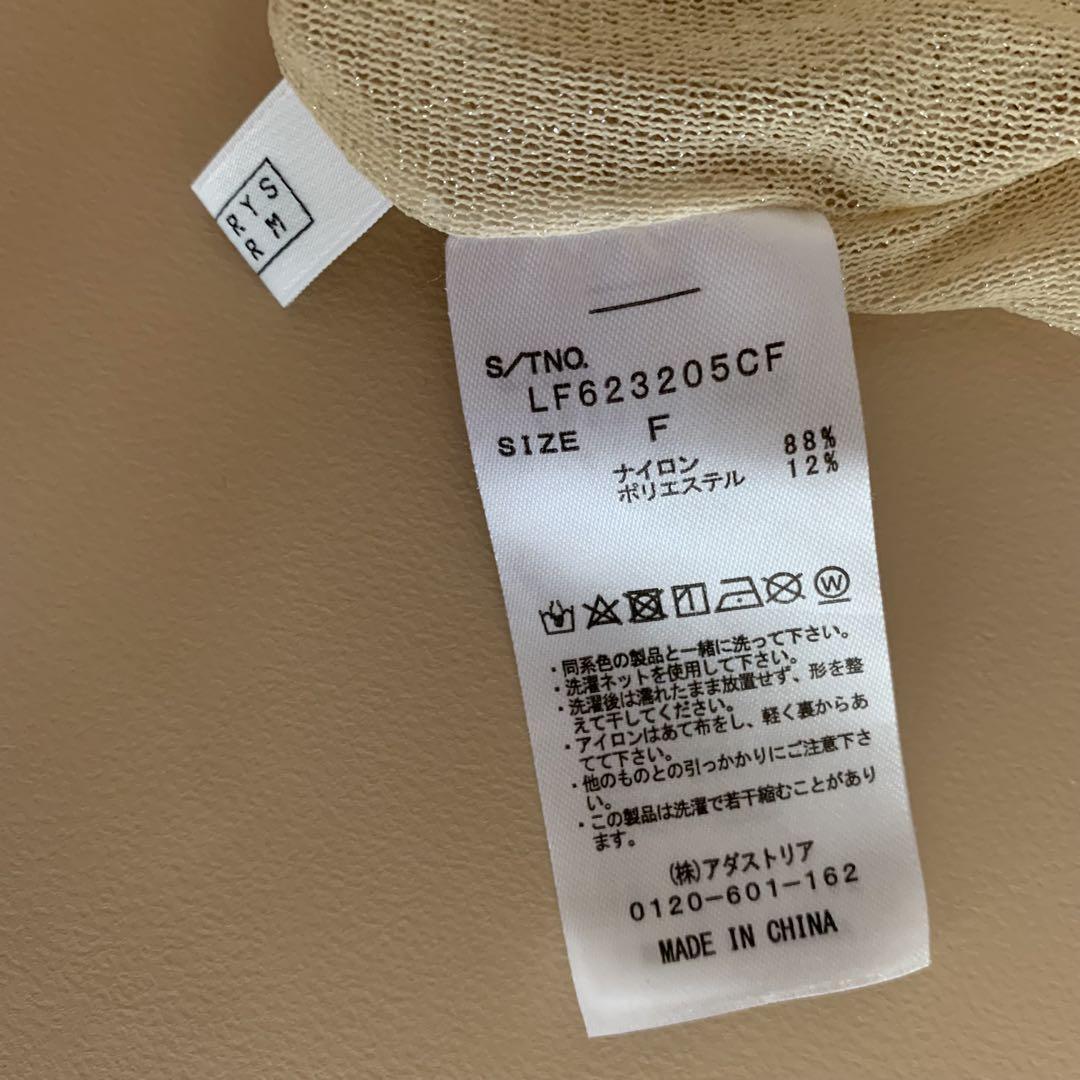 Y S
R M
R
S/TNO.
LF623205CF
SIZE F
ナイロン 88%
ポリエステル 12%
W
・同系色の製品と一緒に洗って下さい。
・洗濯ネットを使用して下さい。
・洗濯後は濡れたまま放置せず、形を整
えて干してください。
・アイロンはあて布をし、軽く裏からあ
てて下さい。
・他のものとの引っかかりにご注意下さ
い。
・この製品は洗濯で若干縮むことがあり
ます。
(株)アダストリア
0120-601-162
MADE IN CHINA